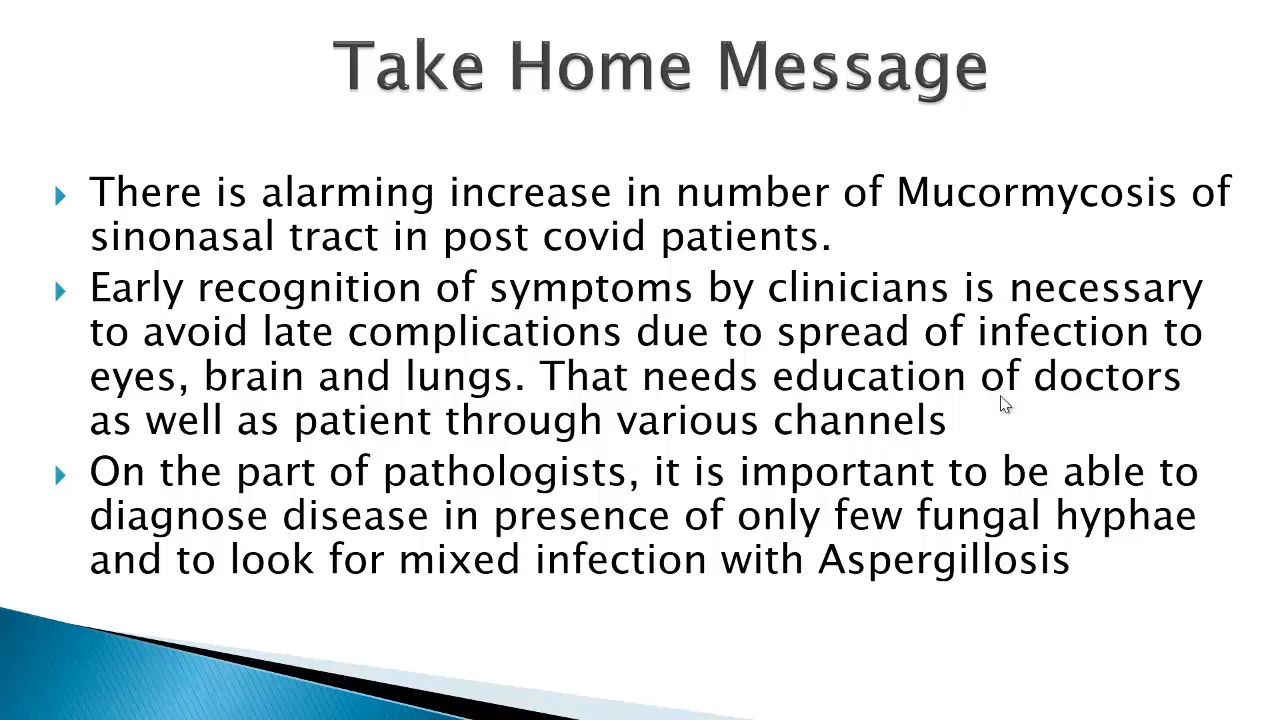 Take Home Message
There is alarming increase in number of Mucormycosis of
sinonasal tract in post covid patients.
Early recognition of symptoms by clinicians is necessary
to avoid late complications due to spread of infection to
eyes, brain and lungs. That needs education of doctors
as well as patient through various channels
On the part of pathologists, it is important to be able to
diagnose disease in presence of only few fungal hyphae
and to look for mixed infection with Aspergillosis